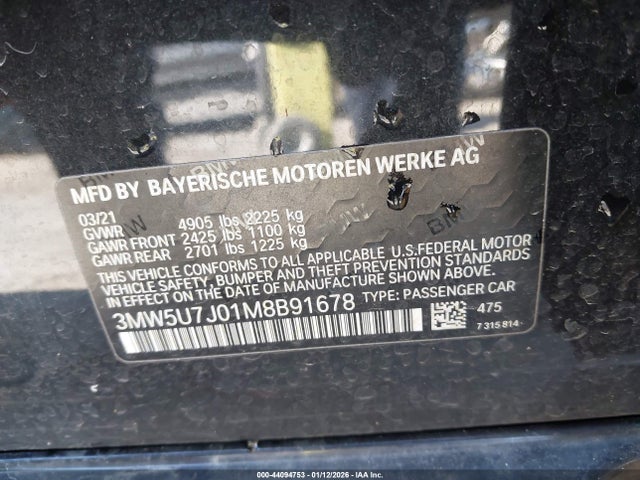 MFD BY BAYERISCHE MOTOREN WERKE AG
03/21
GVWR 4905 lbs 2225 kg
GAWR FRONT 2425 lbs 1100 kg
GAWR REAR 2701 lbs 1225 kg
THIS VEHICLE CONFORMS TO ALL APPLICABLE U.S.FEDERAL MOTOR
VEHICLE SAFETY, BUMPER AND THEFT PREVENTION STANDARDS
IN EFFECT ON THE DATE OF MANUFACTURE SHOWN ABOVE.
3MW5U7J01M8B91678 TYPE: PASSENGER CAR 475
7 315 814
000-44094753 - 01/12/2026 - IAA Inc.